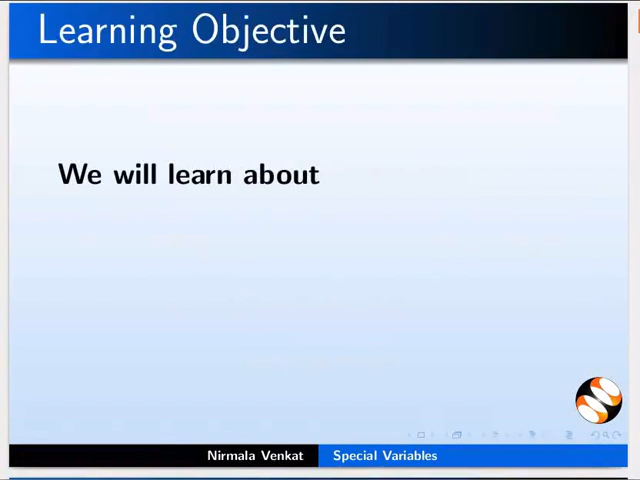 Learning Objective
We will learn about
Nirmala Venkat
Special Variables